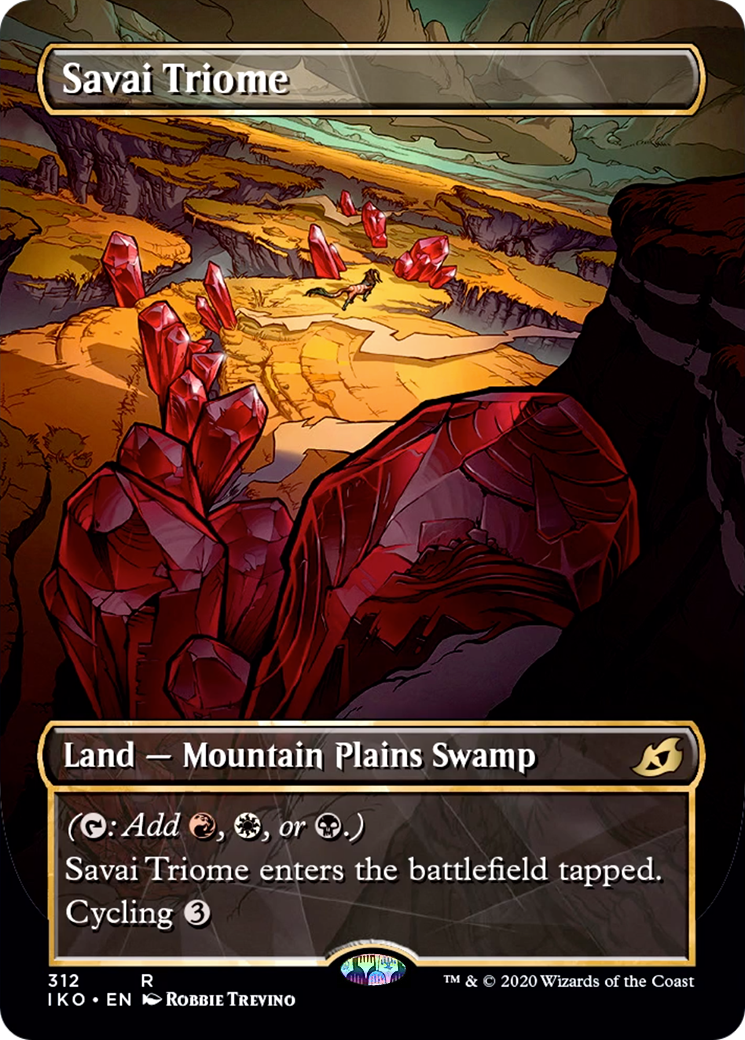 Savai Triome
Land — Mountain Plains Swamp
(: Add , , or .)
Savai Triome enters the battlefield tapped.
Cycling 3
312 R
IKO • EN Robbie Trevino
™ & © 2020 Wizards of the Coast